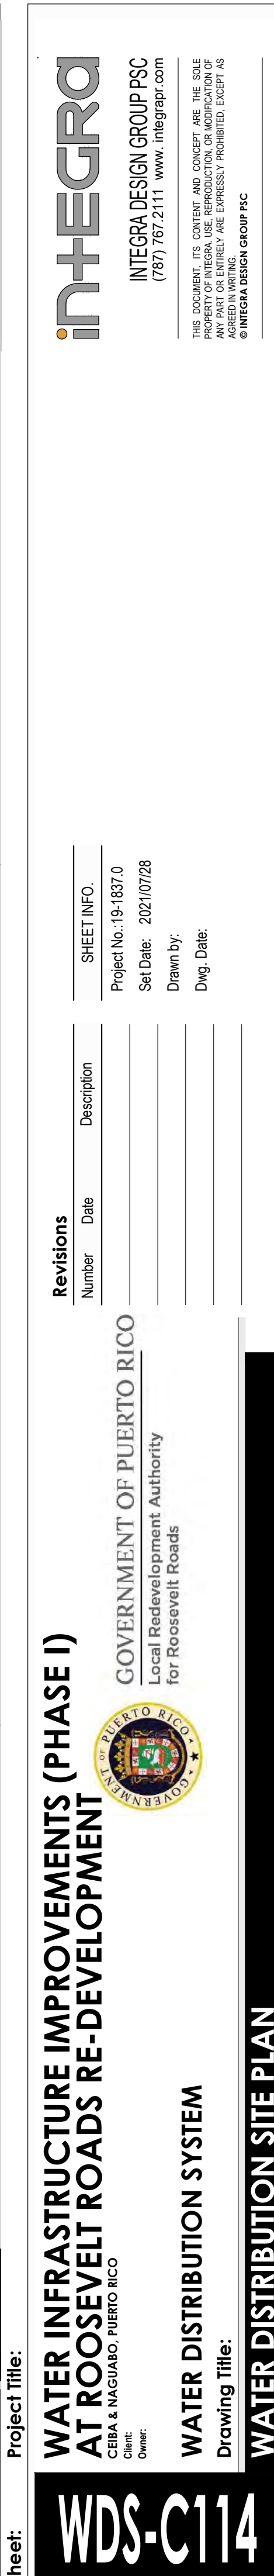 heet:
Project Title:
WDS-C114
WATER INFRASTRUCTURE IMPROVEMENTS (PHASE I)
AT ROOSEVELT ROADS RE-DEVELOPMENT
CEIBA & NAGUABO, PUERTO RICO
Client:
Owner:
WATER DISTRIBUTION SYSTEM
Drawing Title:
WATER DISTRIBUTION SITE PLAN
GOVERNMENT OF PUERTO RICO
GOVERNMENT OF PUERTO RICO
Local Redevelopment Authority
for Roosevelt Roads
Revisions
Number Date Description
SHEET INFO.
Project No.:19-1837.0
Set Date: 2021/07/28
Drawn by:
Dwg. Date:
integra
INTEGRA DESIGN GROUP PSC
(787) 767.2111 www. integrapr.com
THIS DOCUMENT, ITS CONTENT AND CONCEPT ARE THE SOLE
PROPERTY OF INTEGRA. USE, REPRODUCTION, OR MODIFICATION OF
ANY PART OR ENTIRELY ARE EXPRESSLY PROHIBITED, EXCEPT AS
AGREED IN WRITING.
© INTEGRA DESIGN GROUP PSC